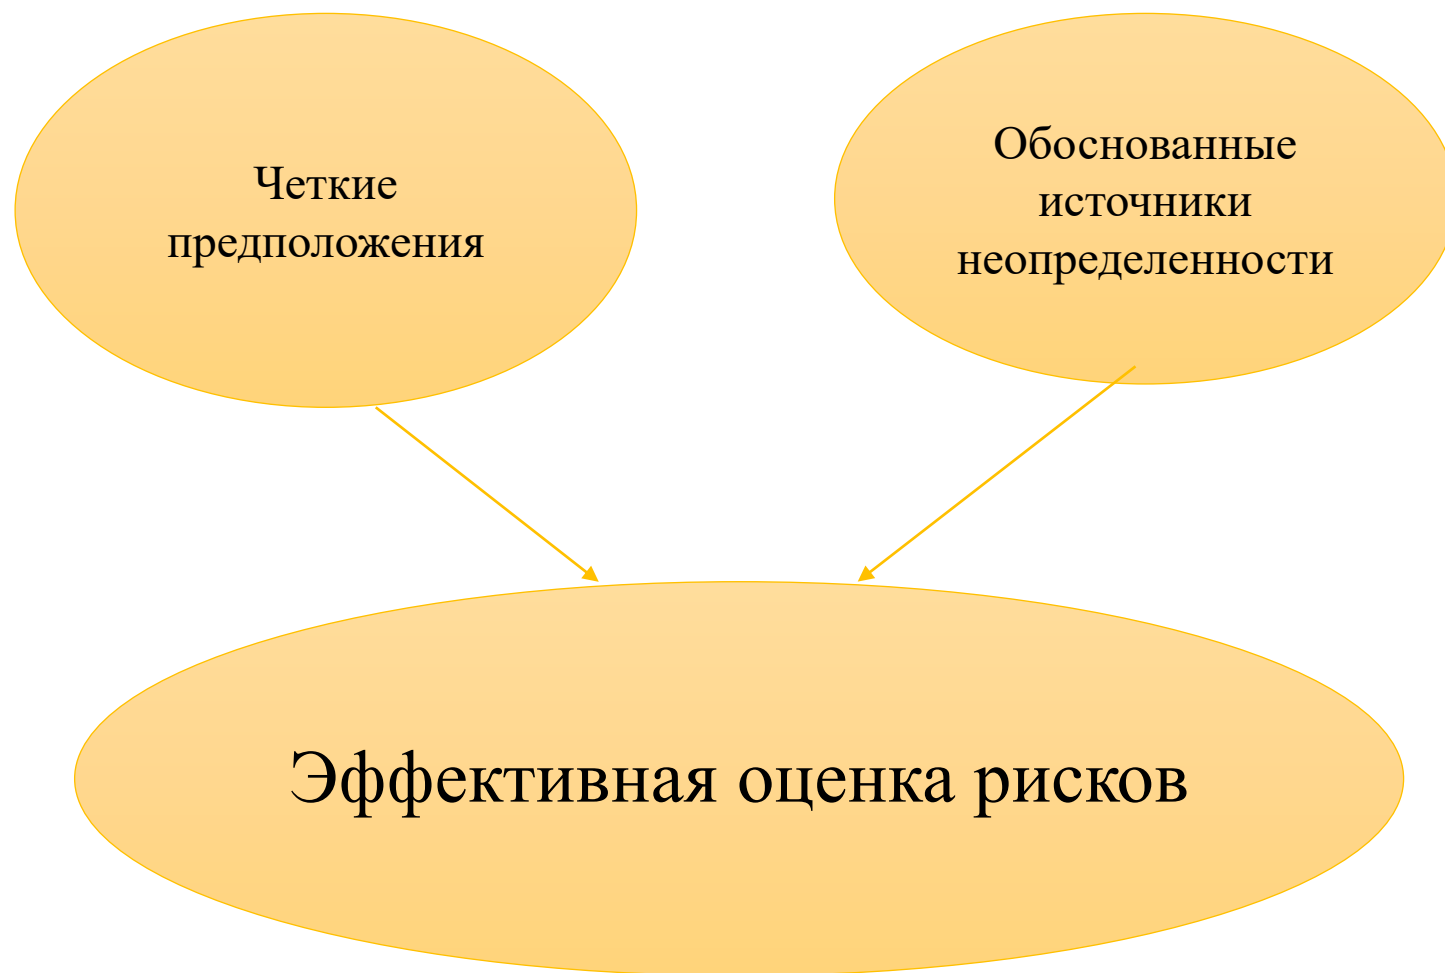 Четкие
предположения
Обоснованные
источники
неопределенности
Эффективная оценка рисков